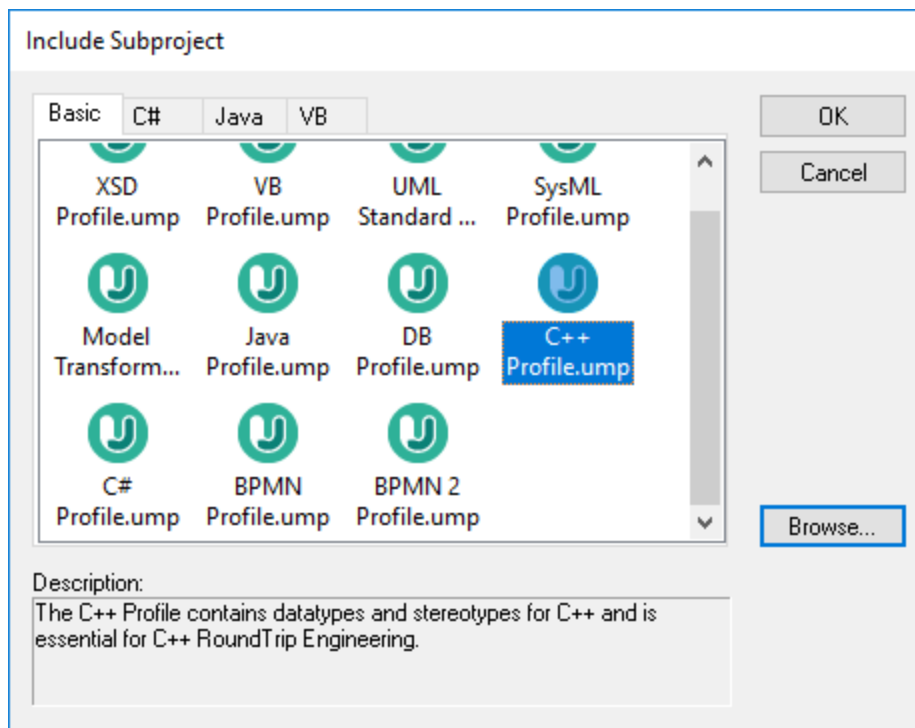 Include Subproject
Basic C# Java VB
OK
Cancel
XSD VB UML SysML
Profile.ump Profile.ump Standard ... Profile.ump
Model Java DB C++
Transform... Profile.ump Profile.ump Profile.ump
C# BPMN BPMN 2
Profile.ump Profile.ump Profile.ump
Browse...
Description:
The C++ Profile contains datatypes and stereotypes for C++ and is
essential for C++ RoundTrip Engineering.